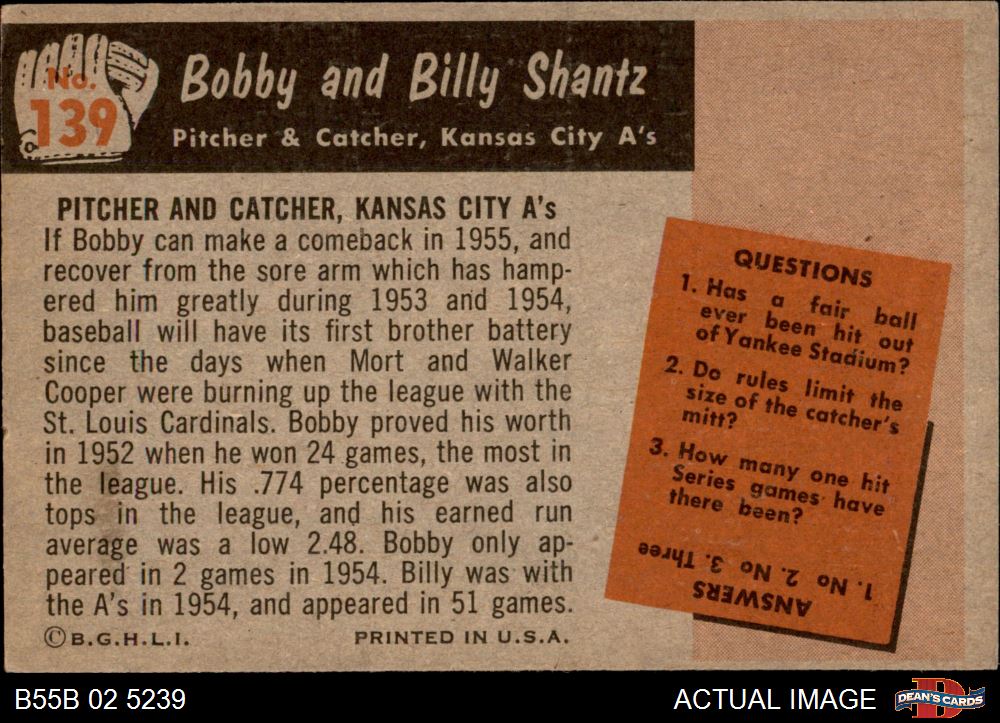 No.
139
Bobby and Billy Shantz
Pitcher & Catcher, Kansas City A's
PITCHER AND CATCHER, KANSAS CITY A's
If Bobby can make a comeback in 1955, and
recover from the sore arm which has hamp-
ered him greatly during 1953 and 1954,
baseball will have its first brother battery
since the days when Mort and Walker
Cooper were burning up the league with the
St. Louis Cardinals. Bobby proved his worth
in 1952 when he won 24 games, the most in
the league. His .774 percentage was also
tops in the league, and his earned run
average was a low 2.48. Bobby only ap-
peared in 2 games in 1954. Billy was with
the A's in 1954, and appeared in 51 games.
©B.G.H.L.I. PRINTED IN U.S.A.
QUESTIONS
1. Has a fair ball
ever been hit out
of Yankee Stadium?
2. Do rules limit the
size of the catcher's
mitt?
3. How many one hit
Series games have
there been?
ANSWERS
1. No 2. No 3. Three
B55B 02 5239
ACTUAL IMAGE
D
DEAN'S CARDS